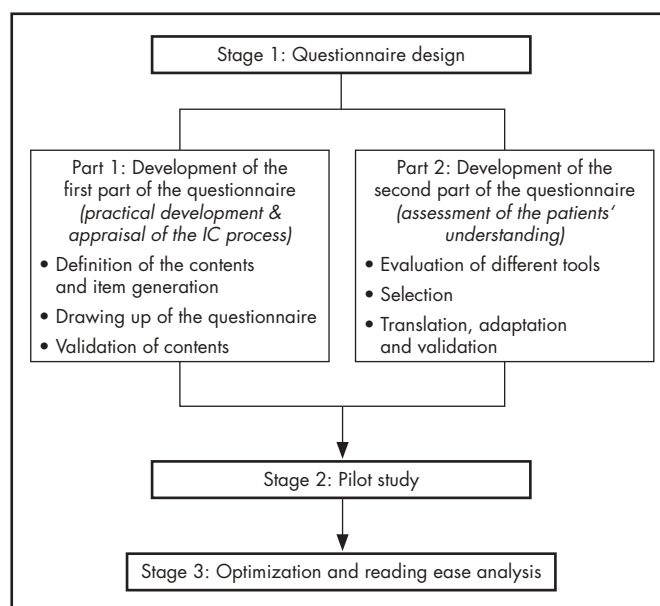 Stage 1: Questionnaire design
Part 1: Development of the
first part of the questionnaire
(practical development &
appraisal of the IC process)
• Definition of the contents
and item generation
• Drawing up of the questionnaire
• Validation of contents
Part 2: Development of the
second part of the questionnaire
(assessment of the patients‘
understanding)
• Evaluation of different tools
• Selection
• Translation, adaptation
and validation
Stage 2: Pilot study
Stage 3: Optimization and reading ease analysis